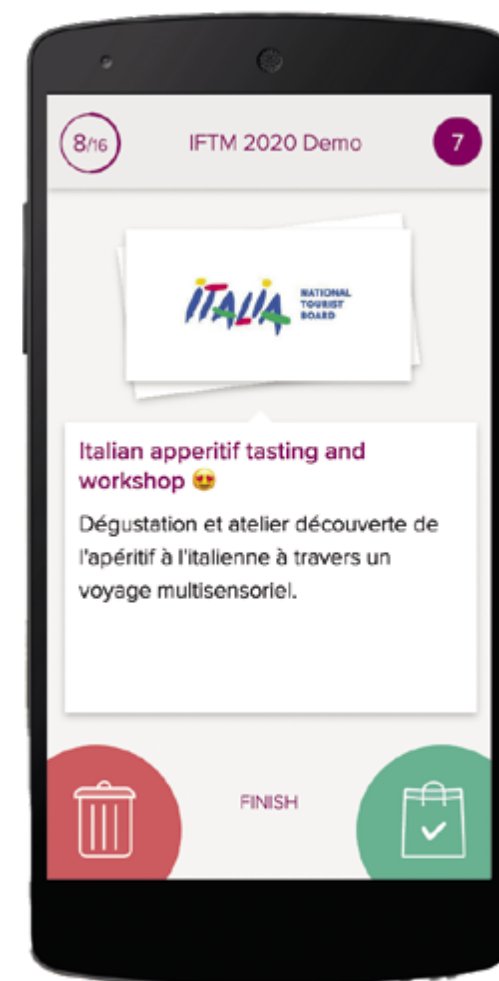 8/16
IFTM 2020 Demo
7
ITALIA
NATIONAL
TOURIST
BOARD
Italian apperitif tasting and
workshop 😍
Dégustation et atelier découverte de
l'apéritif à l'italienne à travers un
voyage multisensoriel.
FINISH